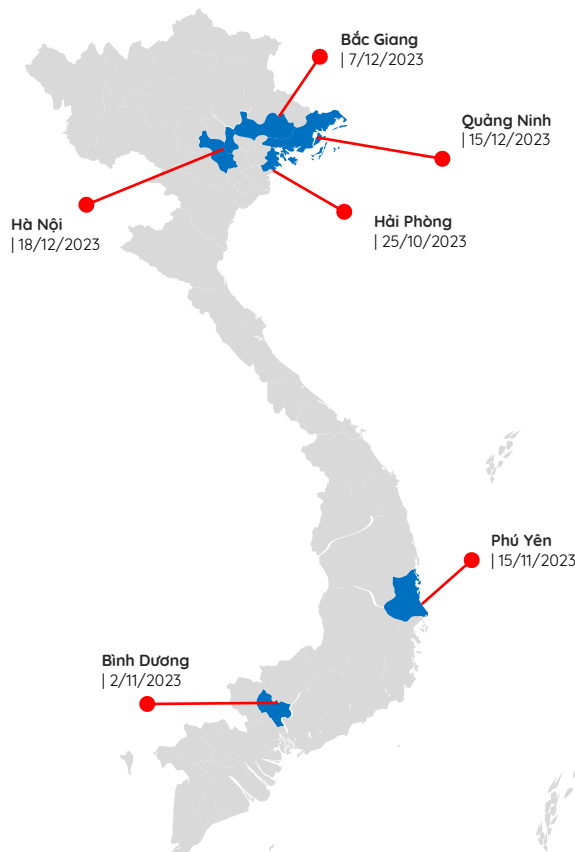 Bắc Giang
| 7/12/2023
Quảng Ninh
| 15/12/2023
Hà Nội
| 18/12/2023
Hải Phòng
| 25/10/2023
Phú Yên
| 15/11/2023
Bình Dương
| 2/11/2023